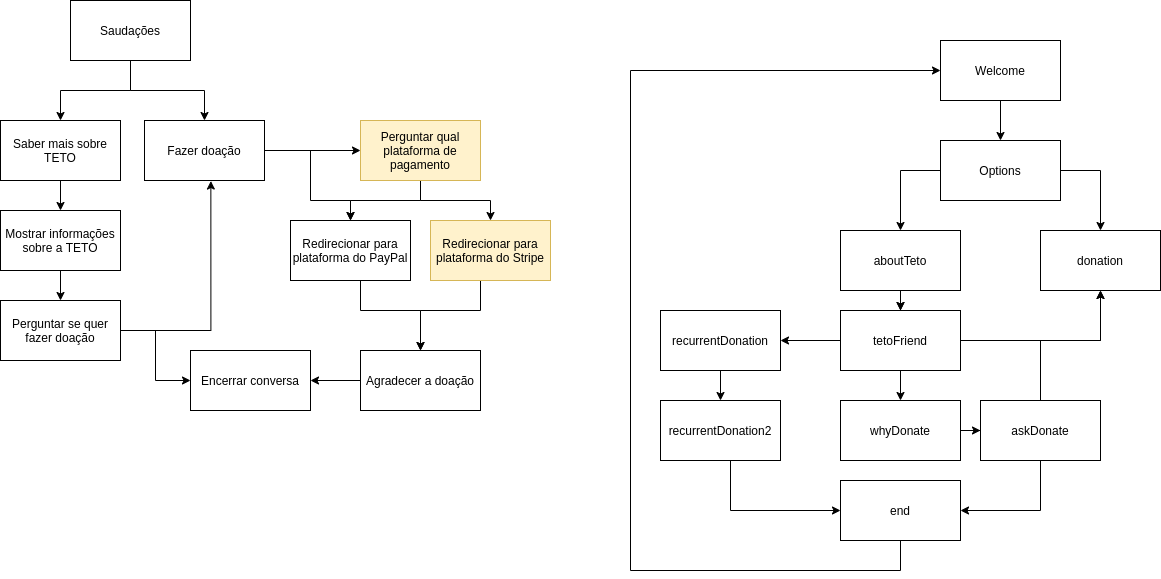 Saudações
Saber mais sobre
TETO
Fazer doação
Perguntar qual
plataforma de
pagamento
Mostrar informações
sobre a TETO
Redirecionar para
plataforma do PayPal
Redirecionar para
plataforma do Stripe
Perguntar se quer
fazer doação
Encerrar conversa
Agradecer a doação
Welcome
Options
aboutTeto
donation
recurrentDonation
tetoFriend
recurrentDonation2
whyDonate
askDonate
end